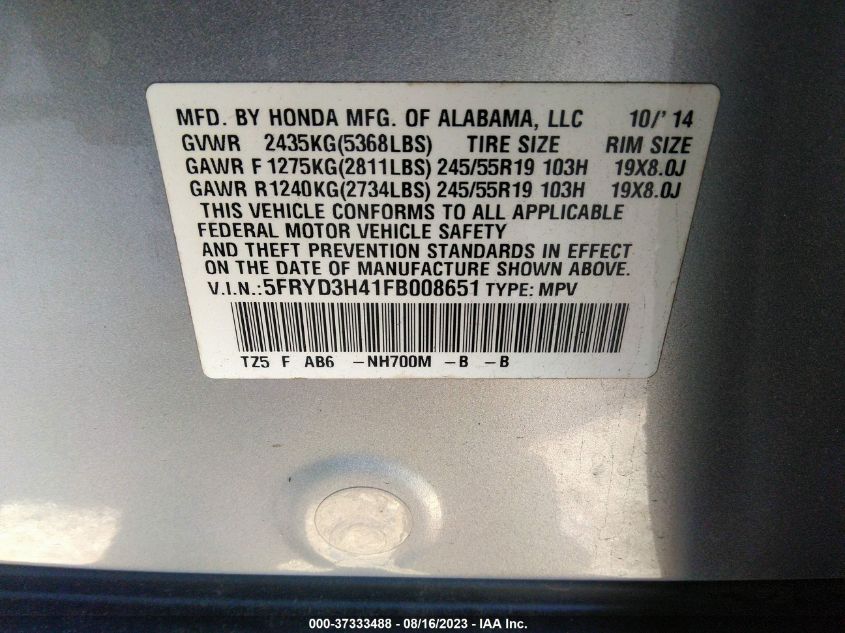 MFD. BY HONDA MFG. OF ALABAMA, LLC 10/' 14
GVWR 2435KG(5368LBS) TIRE SIZE RIM SIZE
GAWR F 1275KG(2811LBS) 245/55R19 103H 19X8.0J
GAWR R1240KG(2734LBS) 245/55R19 103H 19X8.0J
THIS VEHICLE CONFORMS TO ALL APPLICABLE
FEDERAL MOTOR VEHICLE SAFETY
AND THEFT PREVENTION STANDARDS IN EFFECT
ON THE DATE OF MANUFACTURE SHOWN ABOVE.
V.I.N.:5FRYD3H41FB008651 TYPE: MPV
TZ5 F AB6 -NH700M -B -B
000-37333488 - 08/16/2023 - IAA Inc.